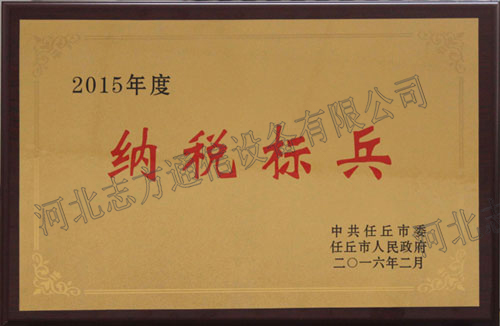 2015年度
纳税标兵
中共任丘市委
任丘市人民政府
二〇一六年二月
河北志方通信设备有限公司
河北